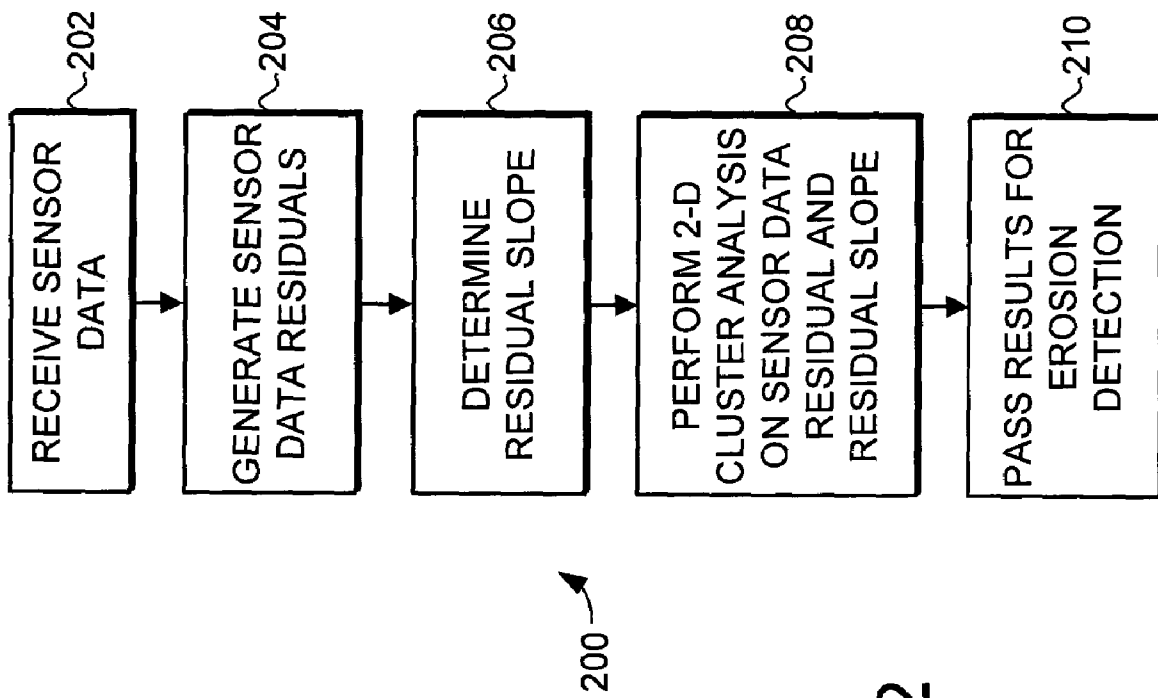 RECEIVE SENSOR
DATA
202
GENERATE SENSOR
DATA RESIDUALS
204
DETERMINE
RESIDUAL SLOPE
206
PERFORM 2-D
CLUSTER ANALYSIS
ON SENSOR DATA
RESIDUAL AND
RESIDUAL SLOPE
208
PASS RESULTS FOR
EROSION
DETECTION
210
200
2